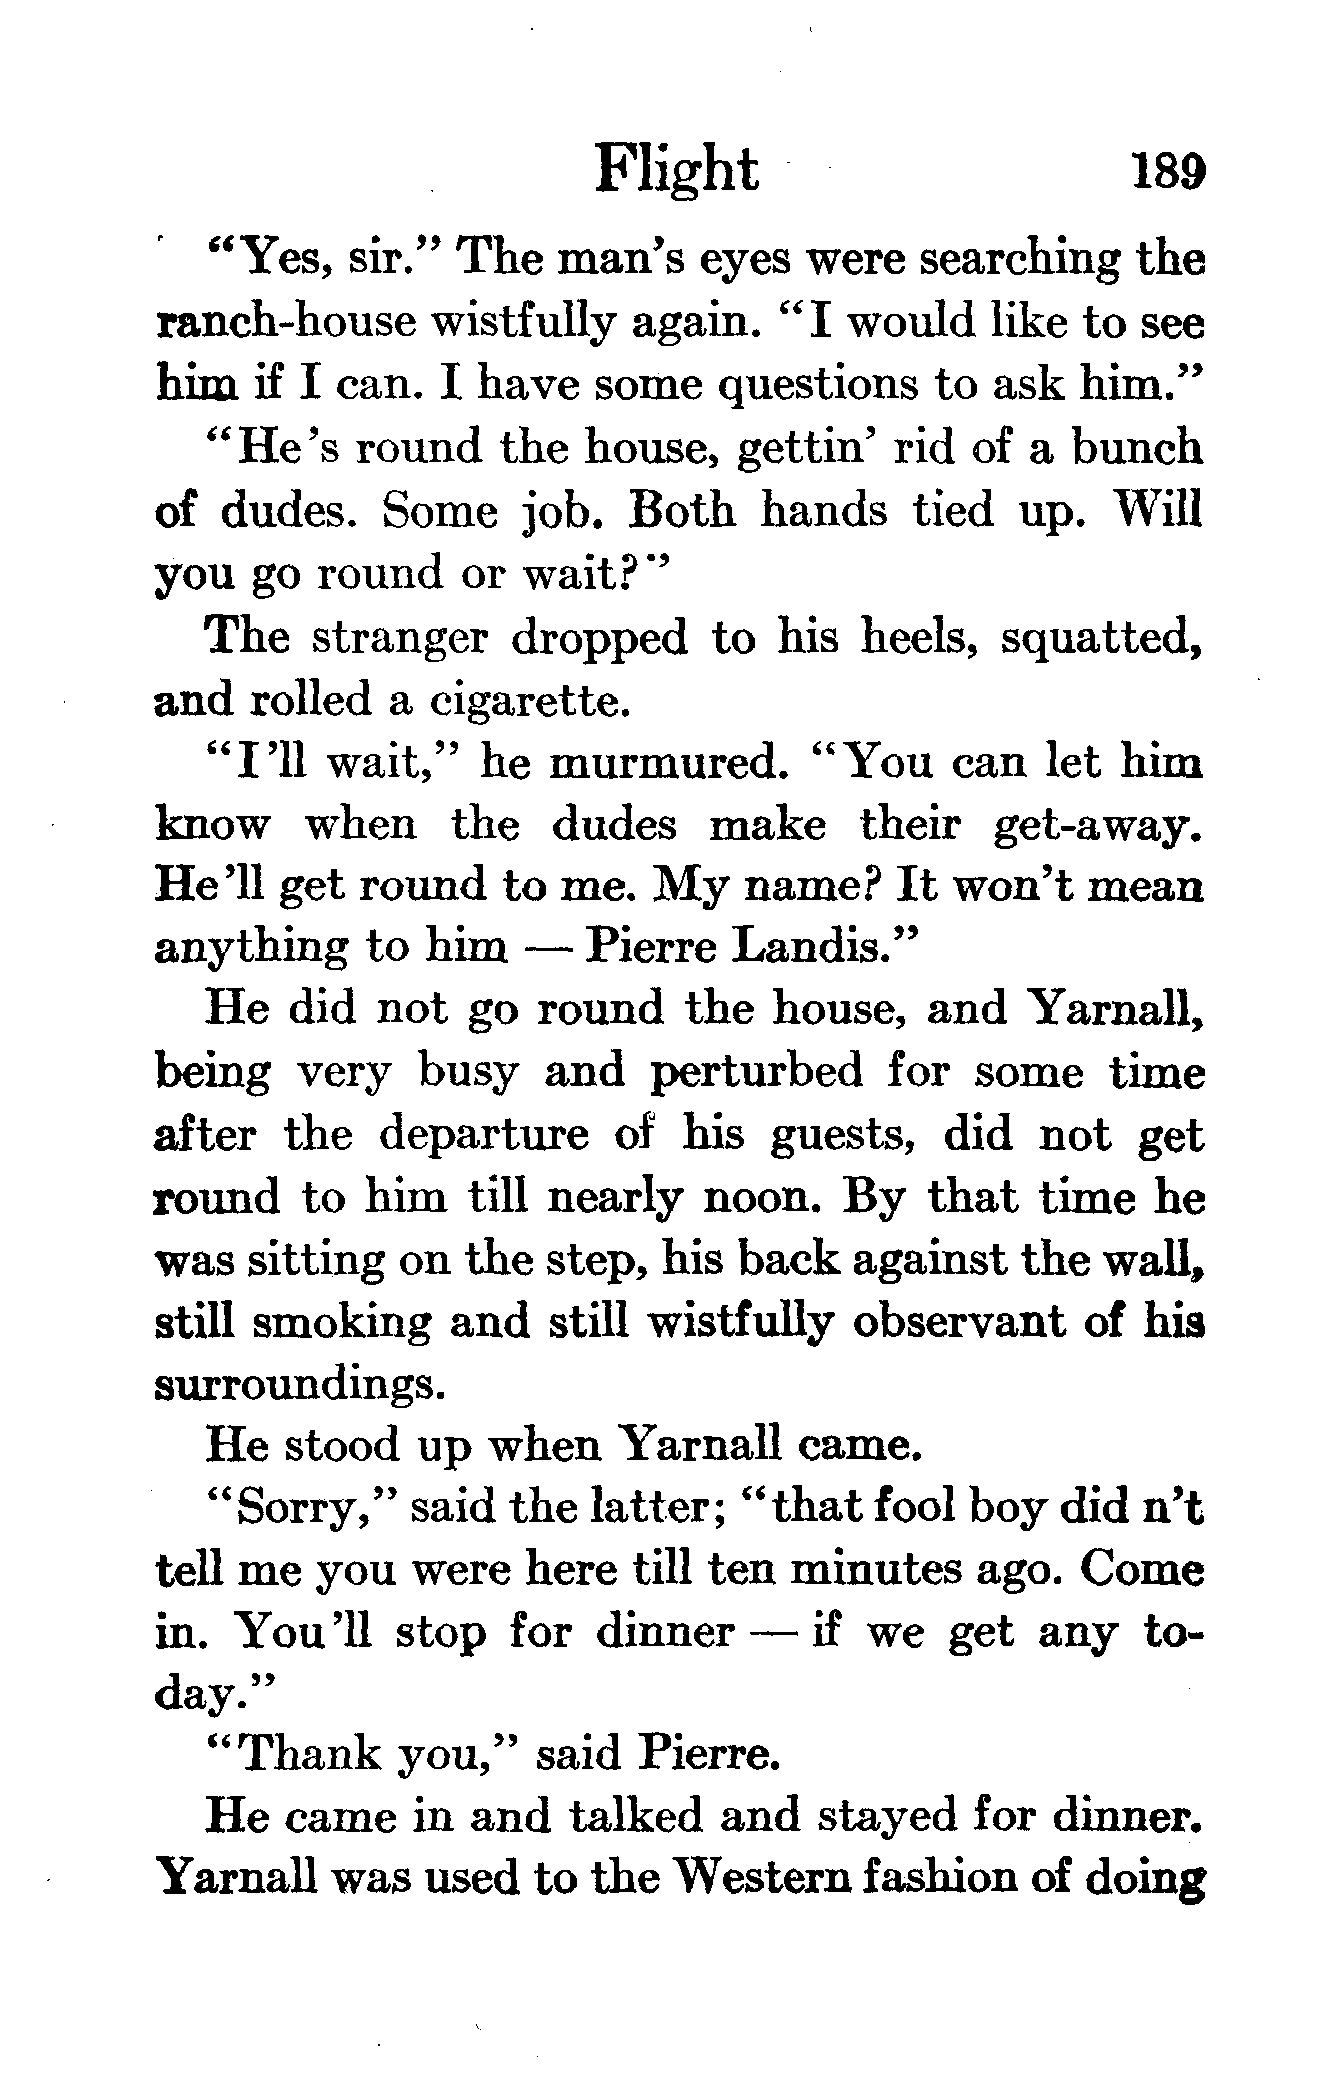 Flight 189
“Yes, sir.” The man’s eyes were searching the
ranch-house wistfully again. “I would like to see
him if I can. I have some questions to ask him.”
“He’s round the house, gettin’ rid of a bunch
of dudes. Some job. Both hands tied up. Will
you go round or wait?”
The stranger dropped to his heels, squatted,
and rolled a cigarette.
“I’ll wait,” he murmured. “You can let him
know when the dudes make their get-away.
He’ll get round to me. My name? It won’t mean
anything to him — Pierre Landis.”
He did not go round the house, and Yarnall,
being very busy and perturbed for some time
after the departure of his guests, did not get
round to him till nearly noon. By that time he
was sitting on the step, his back against the wall,
still smoking and still wistfully observant of his
surroundings.
He stood up when Yarnall came.
“Sorry,” said the latter; “that fool boy did n’t
tell me you were here till ten minutes ago. Come
in. You’ll stop for dinner — if we get any to-
day.”
“Thank you,” said Pierre.
He came in and talked and stayed for dinner.
Yarnall was used to the Western fashion of doing